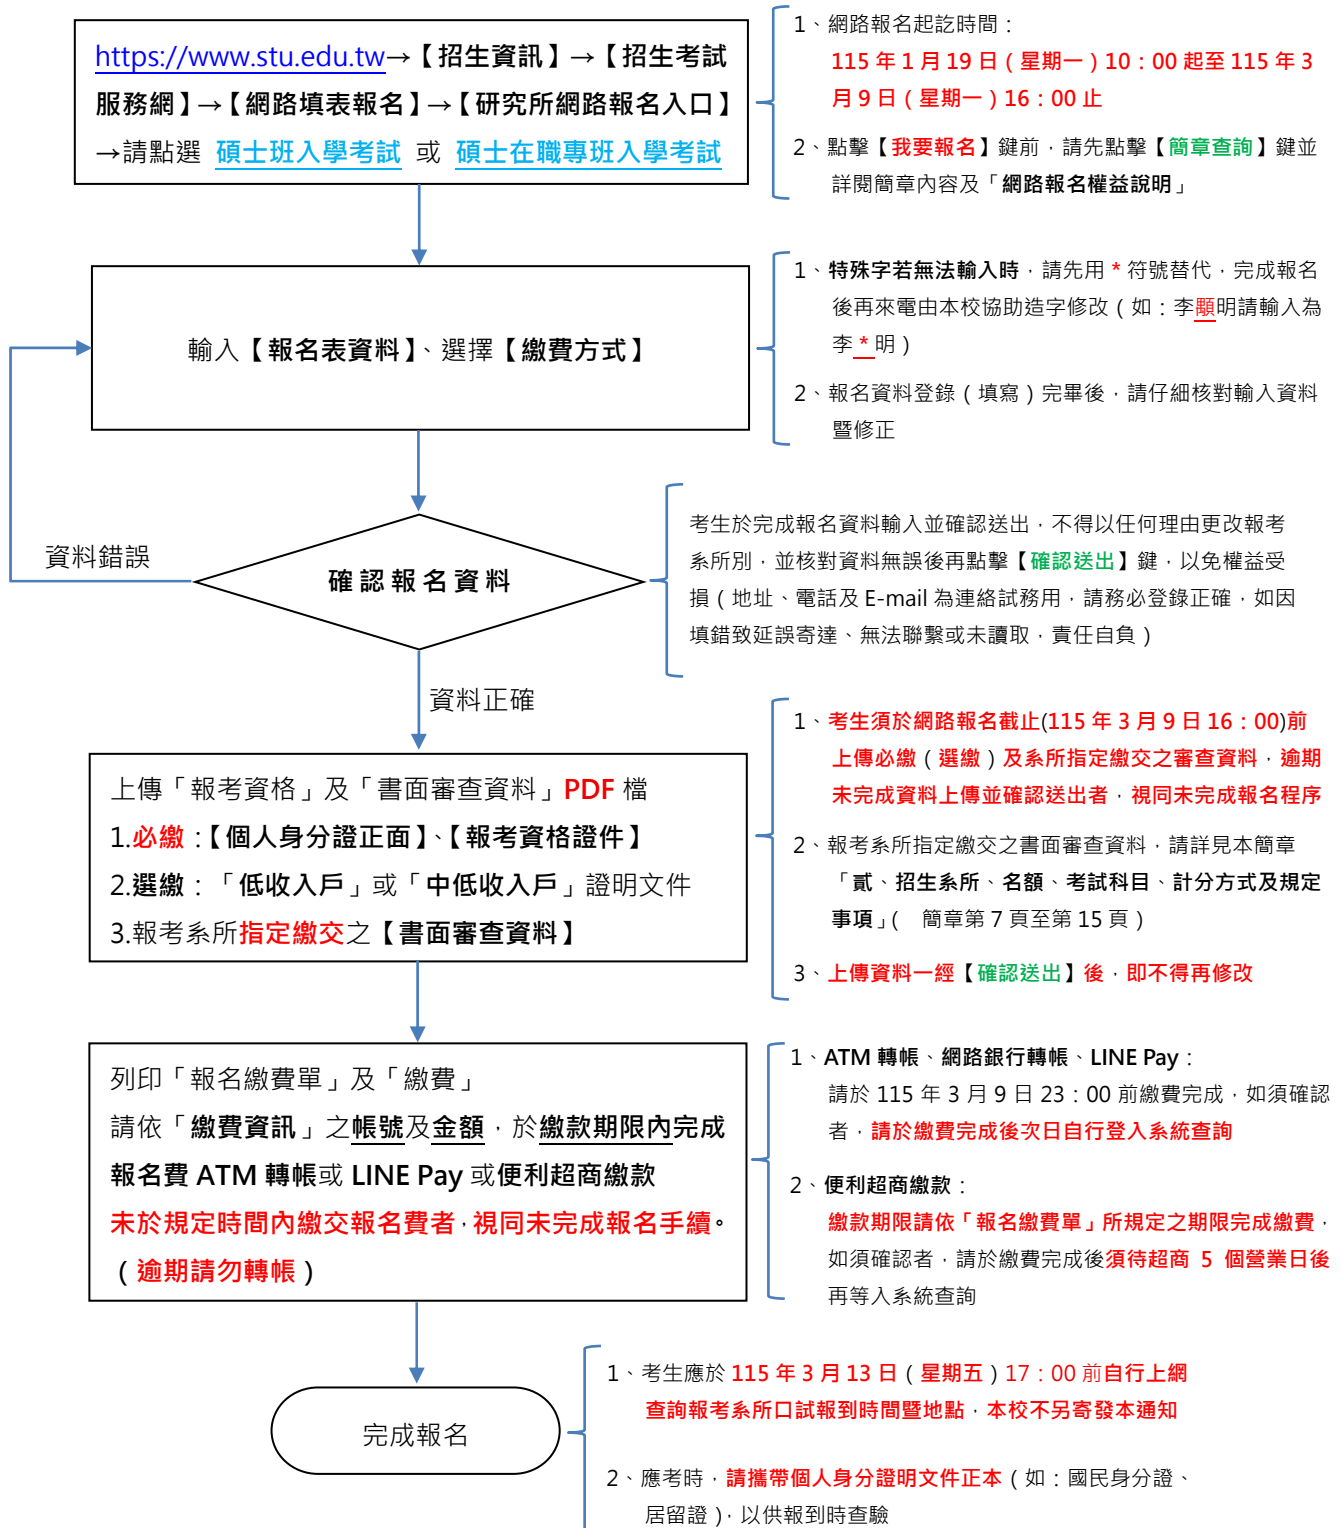 https://www.stu.edu.tw→【招生資訊】→【招生考試
服務網】→【網路填表報名】→【研究所網路報名入口】
→請點選 碩士班入學考試 或 碩士在職專班入學考試
1、網路報名起訖時間：
115 年 1 月 19 日（星期一）10：00 起至 115 年 3
月 9 日（星期一）16：00 止
2、點擊【我要報名】鍵前，請先點擊【簡章查詢】鍵並
詳閱簡章內容及「網路報名權益說明」
輸入【報名表資料】、選擇【繳費方式】
1、特殊字若無法輸入時，請先用 * 符號替代，完成報名
後再來電由本校協助造字修改（如：李顒明請輸入為
李 * 明）
2、報名資料登錄（填寫）完畢後，請仔細核對輸入資料
暨修正
資料錯誤
確認報名資料
考生於完成報名資料輸入並確認送出，不得以任何理由更改報考
系所別，並核對資料無誤後再點擊【確認送出】鍵，以免權益受
損（地址、電話及 E-mail 為連絡試務用，請務必登錄正確，如因
填錯致延誤寄達、無法聯繫或未讀取，責任自負）
資料正確
上傳「報考資格」及「書面審查資料」PDF 檔
1.必繳：【個人身分證正面】、【報考資格證件】
2.選繳：「低收入戶」或「中低收入戶」證明文件
3.報考系所指定繳交之【書面審查資料】
1、考生須於網路報名截止(115 年 3 月 9 日 16：00)前
上傳必繳（選繳）及系所指定繳交之審查資料，逾期
未完成資料上傳並確認送出者，視同未完成報名程序
2、報考系所指定繳交之書面審查資料，請詳見本簡章
「貳、招生系所、名額、考試科目、計分方式及規定
事項」( 簡章第 7 頁至第 15 頁）
3、上傳資料一經【確認送出】後，即不得再修改
列印「報名繳費單」及「繳費」
請依「繳費資訊」之帳號及金額，於繳款期限內完成
報名費 ATM 轉帳或 LINE Pay 或便利超商繳款
未於規定時間內繳交報名費者，視同未完成報名手續。
（逾期請勿轉帳）
1、ATM 轉帳、網路銀行轉帳、LINE Pay：
請於 115 年 3 月 9 日 23：00 前繳費完成，如須確認
者，請於繳費完成後次日自行登入系統查詢
2、便利超商繳款：
繳款期限請依「報名繳費單」所規定之期限完成繳費，
如須確認者，請於繳費完成後須待超商 5 個營業日後
再等入系統查詢
完成報名
1、考生應於 115 年 3 月 13 日（星期五）17：00 前自行上網
查詢報考系所口試報到時間暨地點，本校不另寄發本通知
2、應考時，請攜帶個人身分證明文件正本（如：國民身分證、
居留證），以供報到時查驗